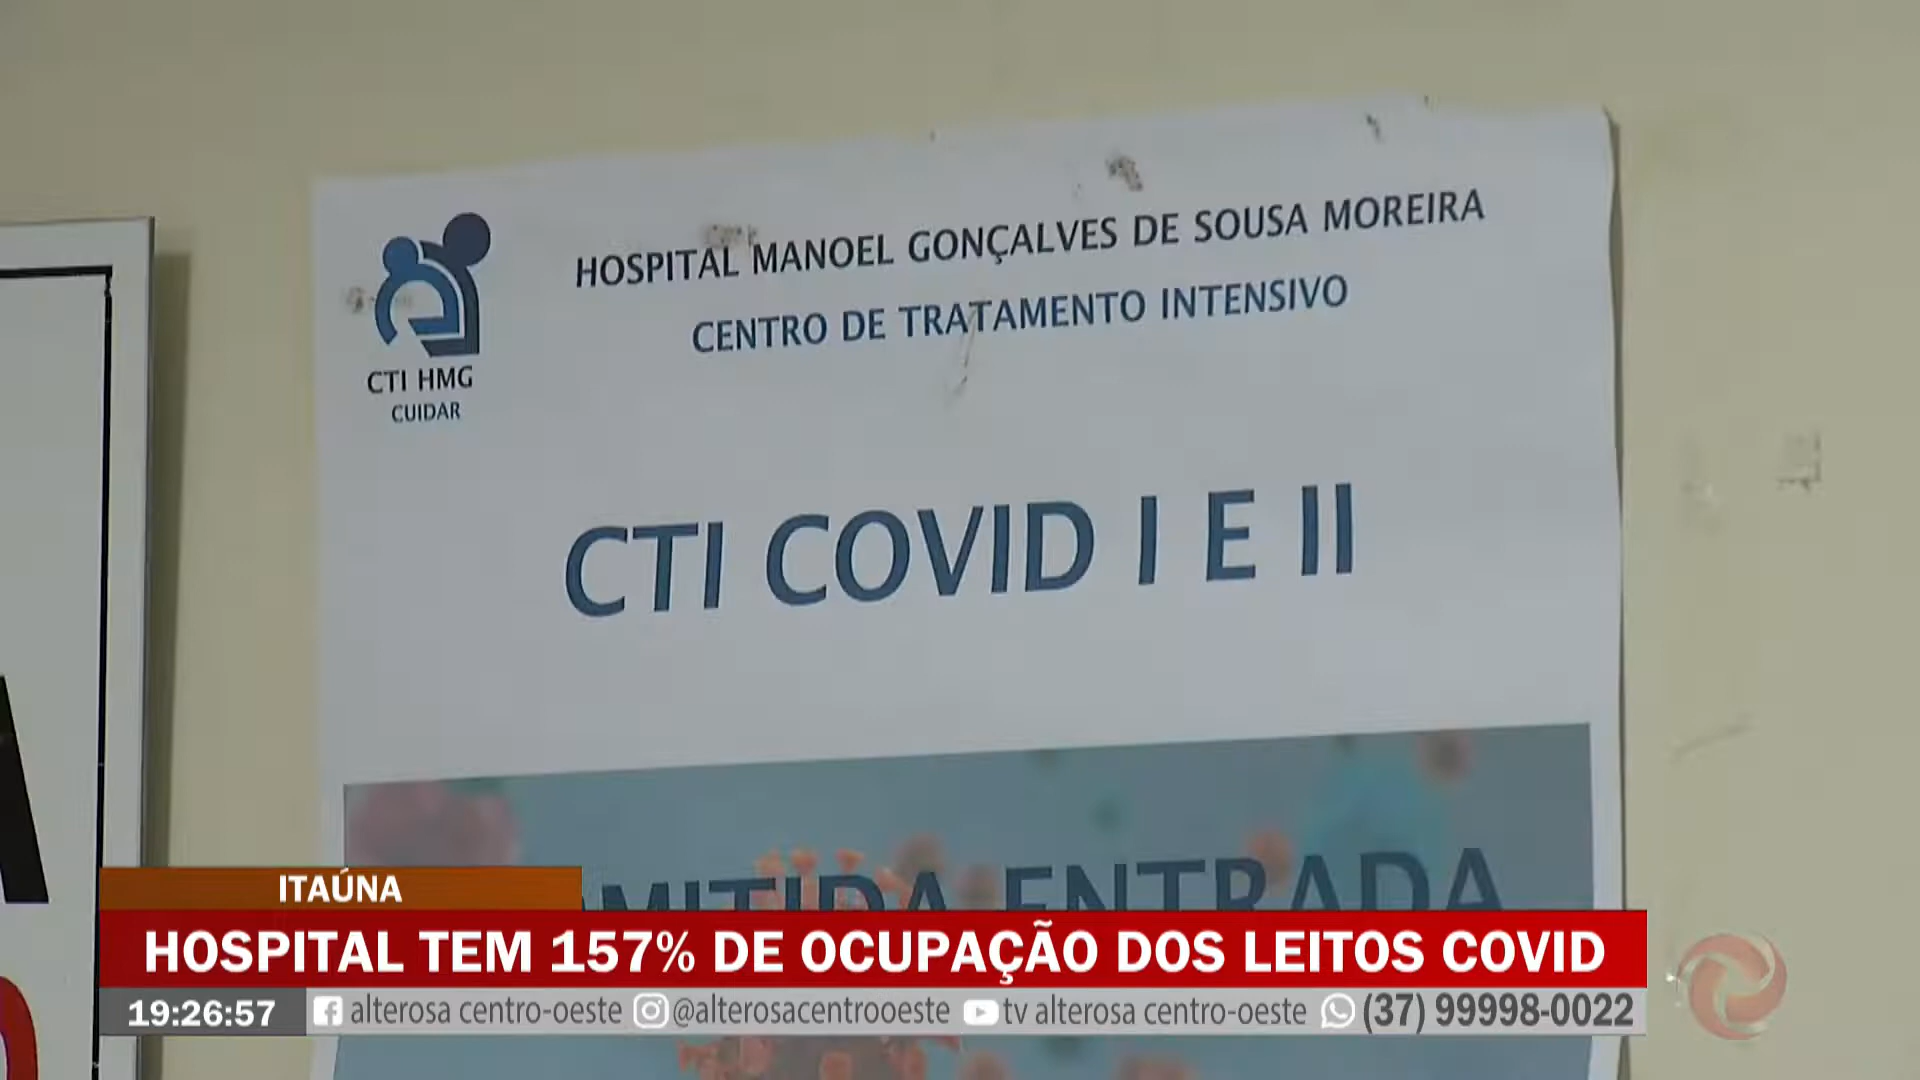 HOSPITAL MANOEL GONÇALVES DE SOUSA MOREIRA
CENTRO DE TRATAMENTO INTENSIVO
CTI HMG
CUIDAR
CTI COVID I E II
ENTRADA
ITAÚNA
HOSPITAL TEM 157% DE OCUPAÇÃO DOS LEITOS COVID
19:26:57 alterosa centro-oeste @alterosacentrooeste tv alterosa centro-oeste (37) 99998-0022